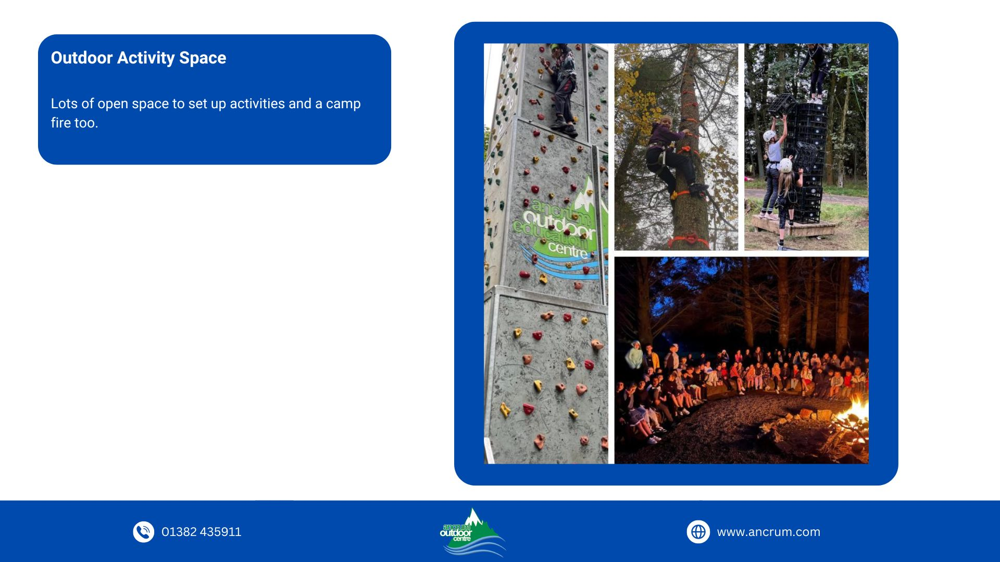 Outdoor Activity Space
Lots of open space to set up activities and a camp
fire too.
ancrum
outdoor
education
centre
01382 435911
ancrum
outdoor
centre
www.ancrum.com